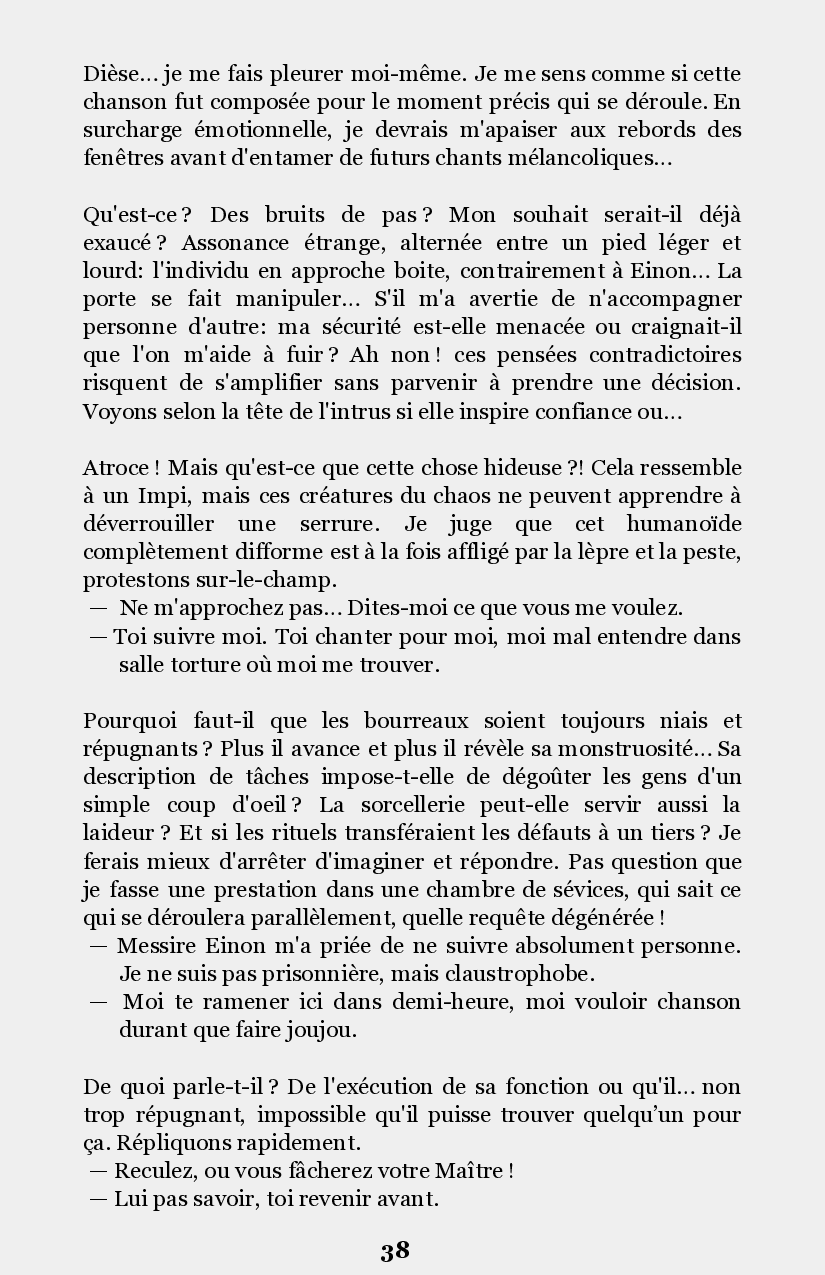 Dièse... je me fais pleurer moi-même. Je me sens comme si cette
chanson fut composée pour le moment précis qui se déroule. En
surcharge émotionnelle, je devrais m'apaiser aux rebords des
fenêtres avant d'entamer de futurs chants mélancoliques...
Qu'est-ce ? Des bruits de pas ? Mon souhait serait-il déjà
exaucé ? Assonance étrange, alternée entre un pied léger et
lourd: l'individu en approche boite, contrairement à Einon... La
porte se fait manipuler... S'il m'a avertie de n'accompagner
personne d'autre: ma sécurité est-elle menacée ou craignait-il
que l'on m'aide à fuir ? Ah non ! ces pensées contradictoires
risquent de s'amplifier sans parvenir à prendre une décision.
Voyons selon la tête de l'intrus si elle inspire confiance ou...
Atroce ! Mais qu'est-ce que cette chose hideuse ?! Cela ressemble
à un Impi, mais ces créatures du chaos ne peuvent apprendre à
déverrouiller une serrure. Je juge que cet humanoïde
complètement difforme est à la fois affligé par la lèpre et la peste,
protestons sur-le-champ.
— Ne m'approchez pas... Dites-moi ce que vous me voulez.
— Toi suivre moi. Toi chanter pour moi, moi mal entendre dans
salle torture où moi me trouver.
Pourquoi faut-il que les bourreaux soient toujours niais et
répugnants ? Plus il avance et plus il révèle sa monstruosité... Sa
description de tâches impose-t-elle de dégoûter les gens d'un
simple coup d'oeil ? La sorcellerie peut-elle servir aussi la
laideur ? Et si les rituels transféraient les défauts à un tiers ? Je
ferais mieux d'arrêter d'imaginer et répondre. Pas question que
je fasse une prestation dans une chambre de sévices, qui sait ce
qui se déroulera parallèlement, quelle requête dégénérée !
— Messire Einon m'a priée de ne suivre absolument personne.
Je ne suis pas prisonnière, mais claustrophobe.
— Moi te ramener ici dans demi-heure, moi vouloir chanson
durant que faire joujou.
De quoi parle-t-il ? De l'exécution de sa fonction ou qu'il... non
trop répugnant, impossible qu'il puisse trouver quelqu’un pour
ça. Répliquons rapidement.
— Reculez, ou vous fâcherez votre Maître !
— Lui pas savoir, toi revenir avant.
38